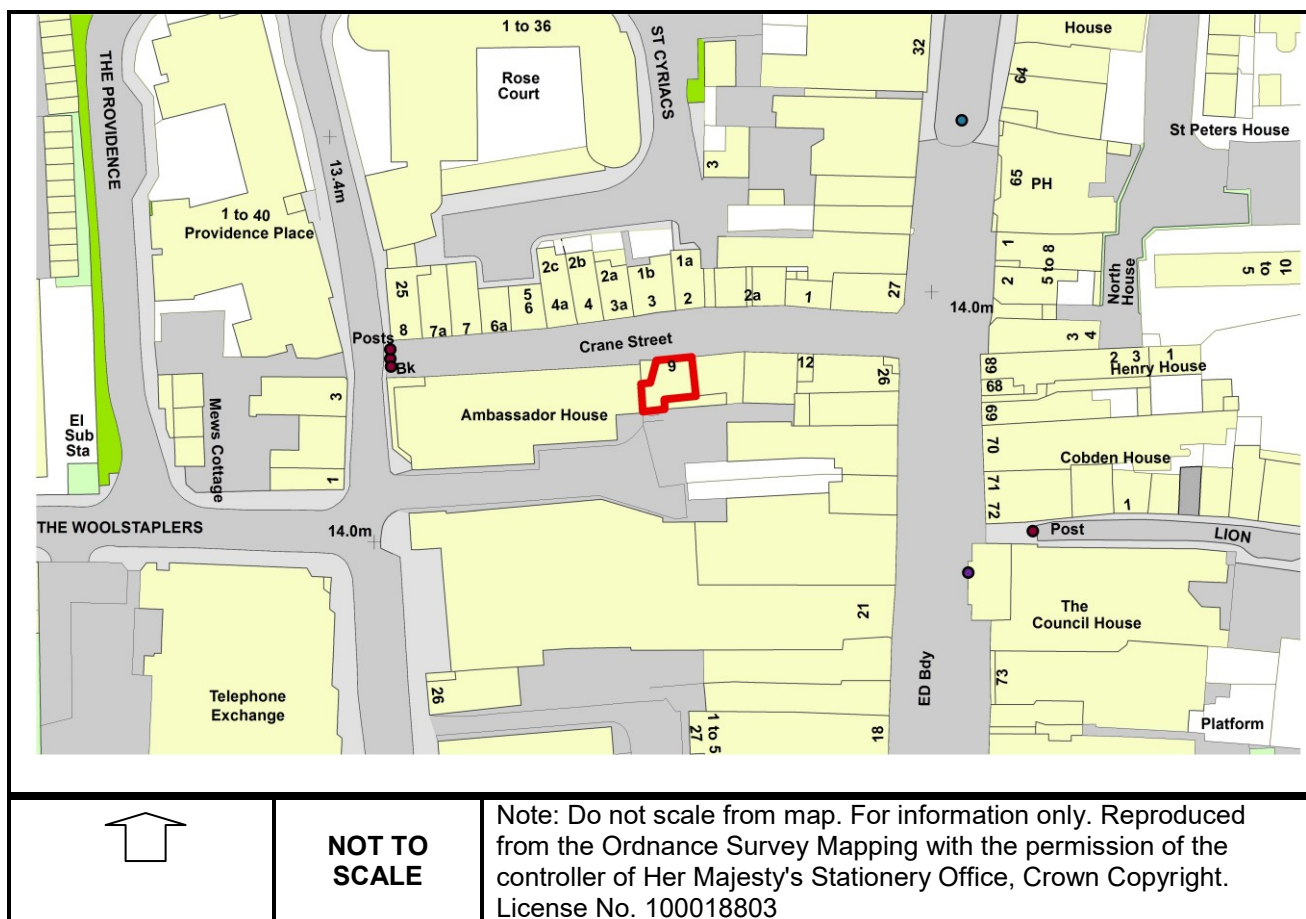 1 to 36
Rose
Court
ST CYRIACS
32
House
64
THE PROVIDENCE
13.4m
3
St Peters House
65
PH
1 to 40
Providence Place
1
2
5 to 8
North
House
5
to
10
25
2c
2b
2a
1b
1a
8
7a
7
6a
5
6
4a
4
3a
3
2
2a
1
27
14.0m
3
4
Posts
Bk
Crane Street
9
12
26
68
68
2
3
1
Henry House
69
El
Sub
Sta
Mews Cottage
3
1
Ambassador House
70
Cobden House
71
72
1
THE WOOLSTAPLERS
14.0m
Post
LION
21
The
Council House
Telephone
Exchange
26
1 to 5
27
18
ED Bdy
73
Platform
NOT TO
SCALE
Note: Do not scale from map. For information only. Reproduced
from the Ordnance Survey Mapping with the permission of the
controller of Her Majesty's Stationery Office, Crown Copyright.
License No. 100018803